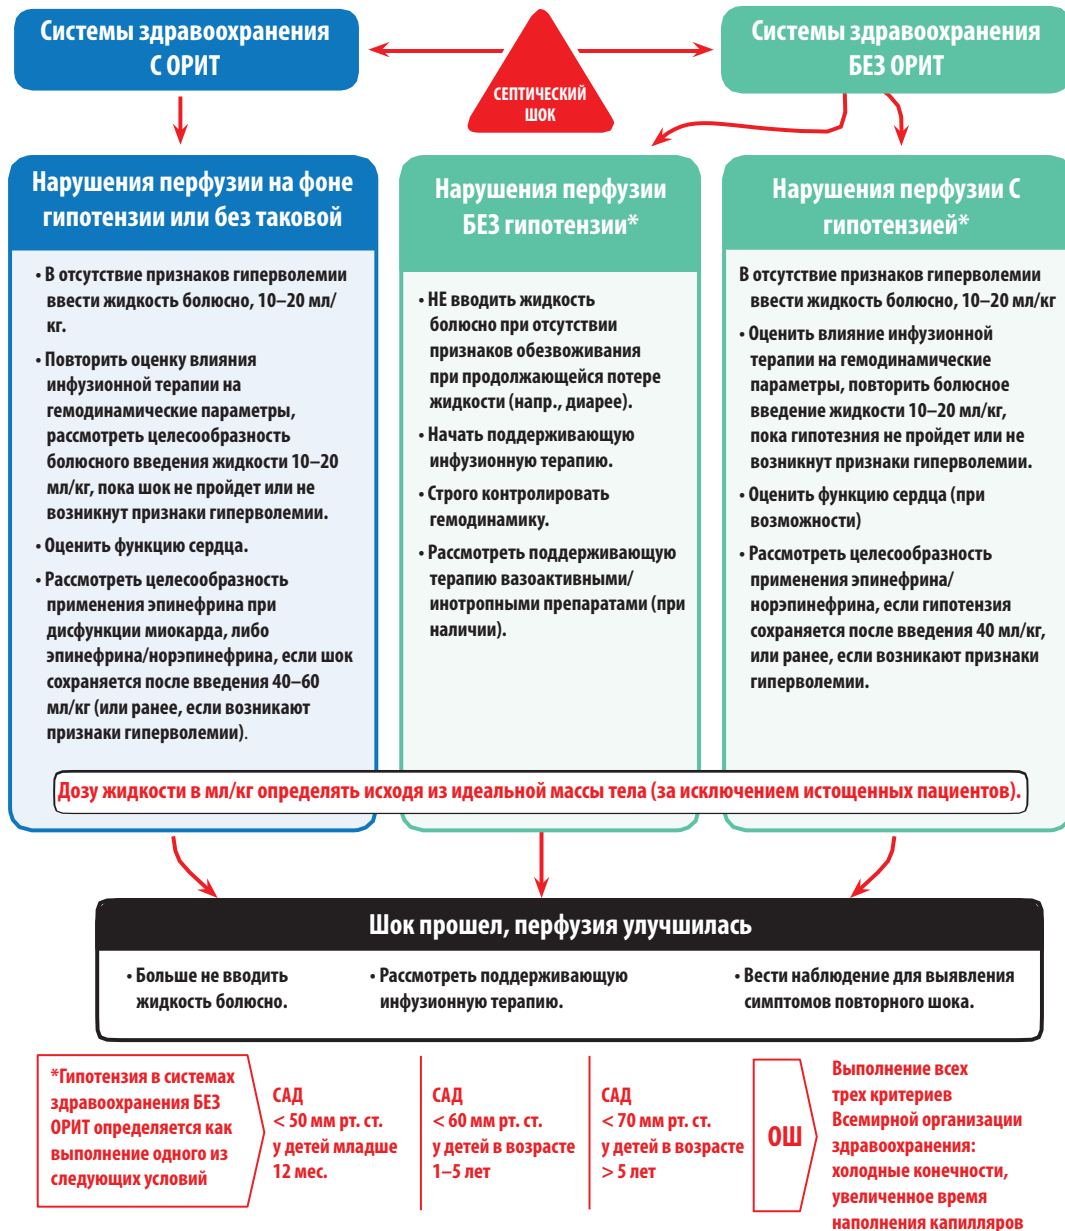 Системы здравоохранения
С ОРИТ
СЕПТИЧЕСКИЙ
ШОК
Системы здравоохранения
БЕЗ ОРИТ
Нарушения перфузии на фоне
гипотензии или без таковой
• В отсутствие признаков гиперволемии
ввести жидкость болюсно, 10–20 мл/
кг.
• Повторить оценку влияния
инфузионной терапии на
гемодинамические параметры,
рассмотреть целесообразность
болюсного введения жидкости 10–20
мл/кг, пока шок не пройдет или не
возникнут признаки гиперволемии.
• Оценить функцию сердца.
• Рассмотреть целесообразность
применения эпинефрина при
дисфункции миокарда, либо
эпинефрина/норэпинефрина, если шок
сохраняется после введения 40–60
мл/кг (или ранее, если возникают
признаки гиперволемии).
Нарушения перфузии
БЕЗ гипотензии*
• НЕ вводить жидкость
болюсно при отсутствии
признаков обезвоживания
при продолжающейся потере
жидкости (напр., диарее).
• Начать поддерживающую
инфузионную терапию.
• Строго контролировать
гемодинамику.
• Рассмотреть поддерживающую
терапию вазоактивными/
инотропными препаратами (при
наличии).
Нарушения перфузии С
гипотензией*
В отсутствие признаков гиперволемии
ввести жидкость болюсно, 10–20 мл/кг
• Оценить влияние инфузионной
терапии на гемодинамические
параметры, повторить болюсное
введение жидкости 10–20 мл/кг,
пока гипотезния не пройдет или не
возникнут признаки гиперволемии.
• Оценить функцию сердца (при
возможности)
• Рассмотреть целесообразность
применения эпинефрина/
норэпинефрина, если гипотензия
сохраняется после введения 40 мл/кг,
или ранее, если возникают признаки
гиперволемии.
Дозу жидкости в мл/кг определять исходя из идеальной массы тела (за исключением истощенных пациентов).
Шок прошел, перфузия улучшилась
• Больше не вводить
жидкость болюсно.
• Рассмотреть поддерживающую
инфузионную терапию.
• Вести наблюдение для выявления
симптомов повторного шока.
*Гипотензия в системах
здравоохранения БЕЗ
ОРИТ определяется как
выполнение одного из
следующих условий
САД
< 50 мм рт. ст.
у детей младше
12 мес.
САД
< 60 мм рт. ст.
у детей в возрасте
1–5 лет
САД
< 70 мм рт. ст.
у детей в возрасте
> 5 лет
ОШ
Выполнение всех
трех критериев
Всемирной организации
здравоохранения:
холодные конечности,
увеличенное время
наполнения капилляров